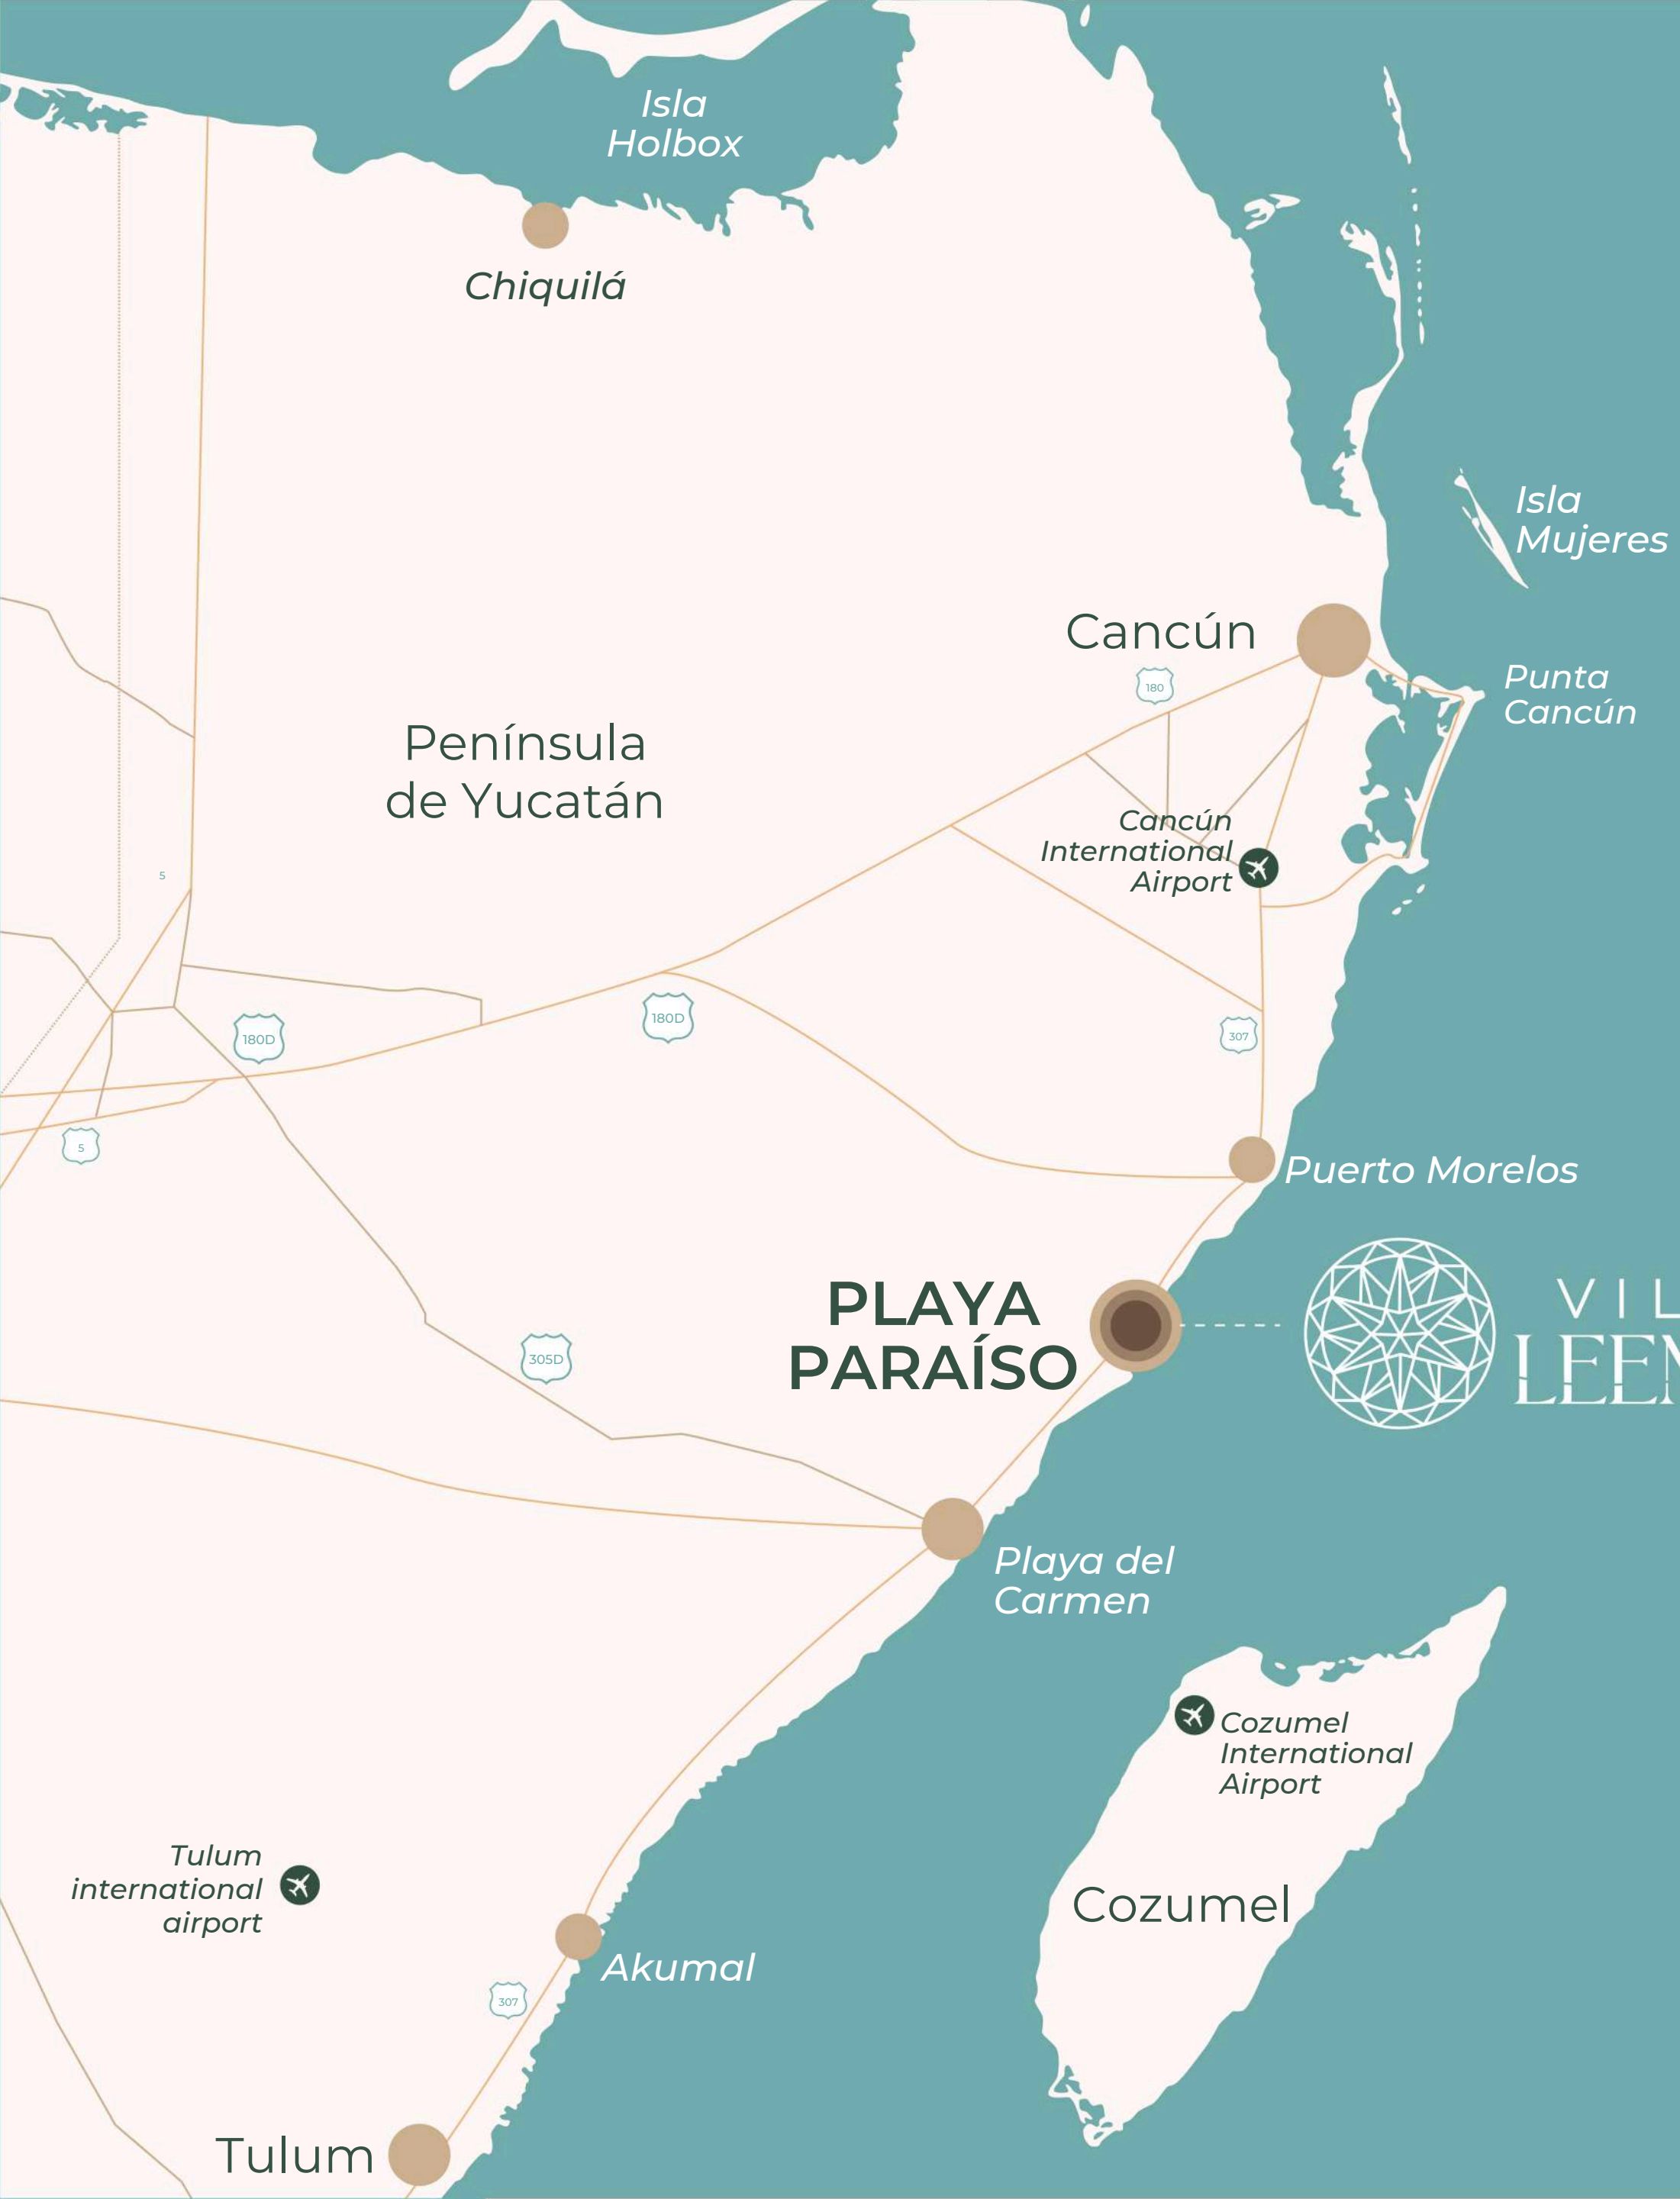 Isla
Holbox
Chiquilá
Isla
Mujeres
Cancún
180
Punta
Cancún
Península
de Yucatán
Cancún
International
Airport
5
180D
180D
307
5
Puerto Morelos
PLAYA
PARAÍSO
VIL
LEE
305D
Playa del
Carmen
Cozumel
International
Airport
Tulum
international
airport
Cozumel
Akumal
307
Tulum